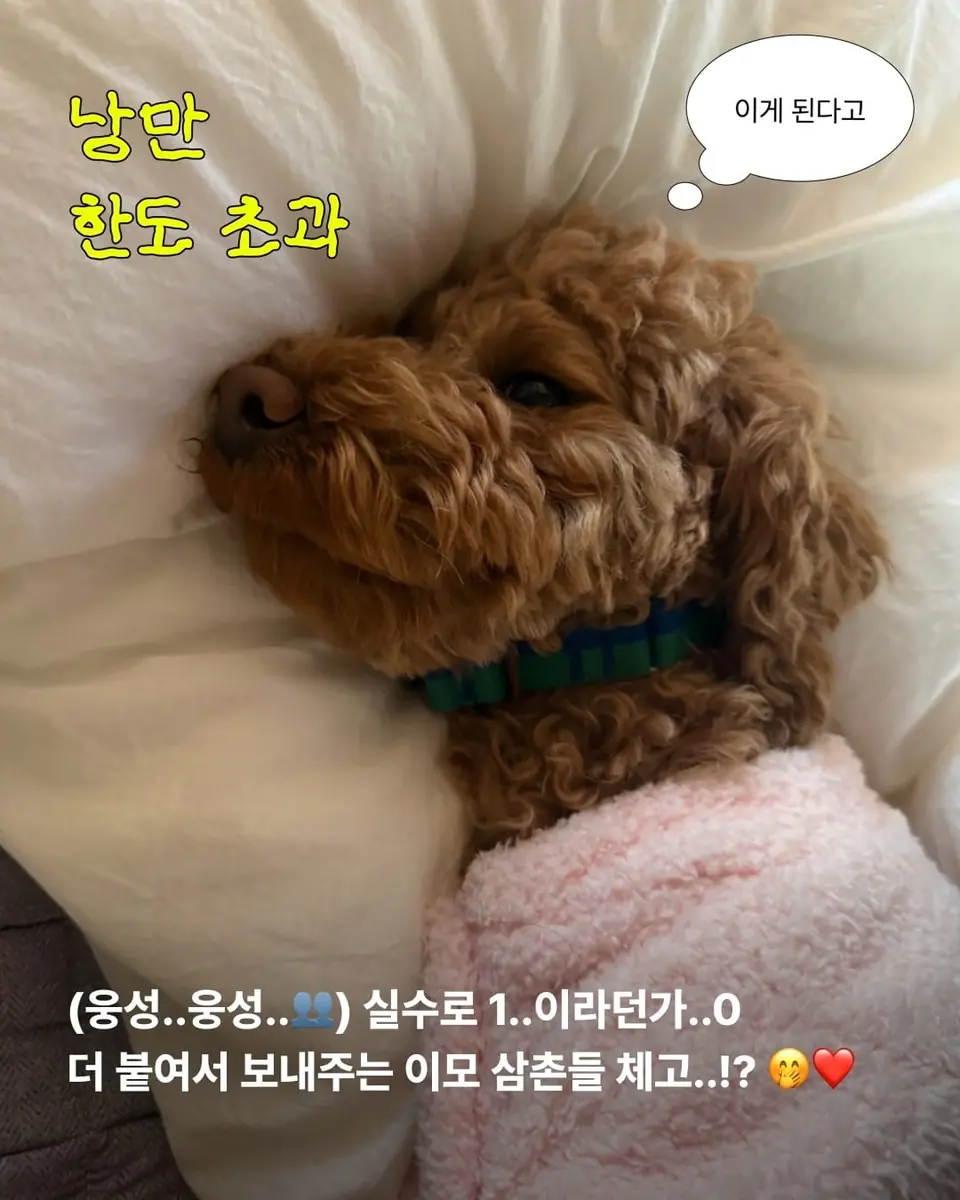 낭만
한도 초과
이게 된다고
(웅성..웅성..👥) 실수로 1..이라던가..0
더 붙여서 보내주는 이모 삼촌들 체고..!? 🤭❤️